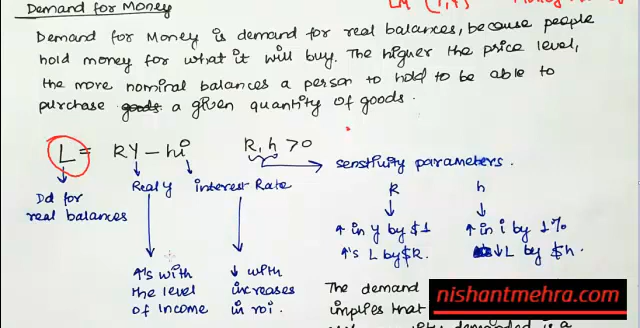 Demand for Money
LM (i,Y)
Demand for Money is demand for real balances, because people
hold money for what it will buy. The higher the price level,
the more nominal balances a person to hold to be able to
purchase goods a given quantity of goods.
L = RY - hi R, h >0
Real y interest Rate sensitivity parameters.
Dd for
real balances
R h
↑ in y by $1 ↑ in i by 1%
↑'s L by $R. ↓ L by $h.
↑'s with ↓ with
the level increases
of income in roi.
The demand
implies that
nishantmehra.com